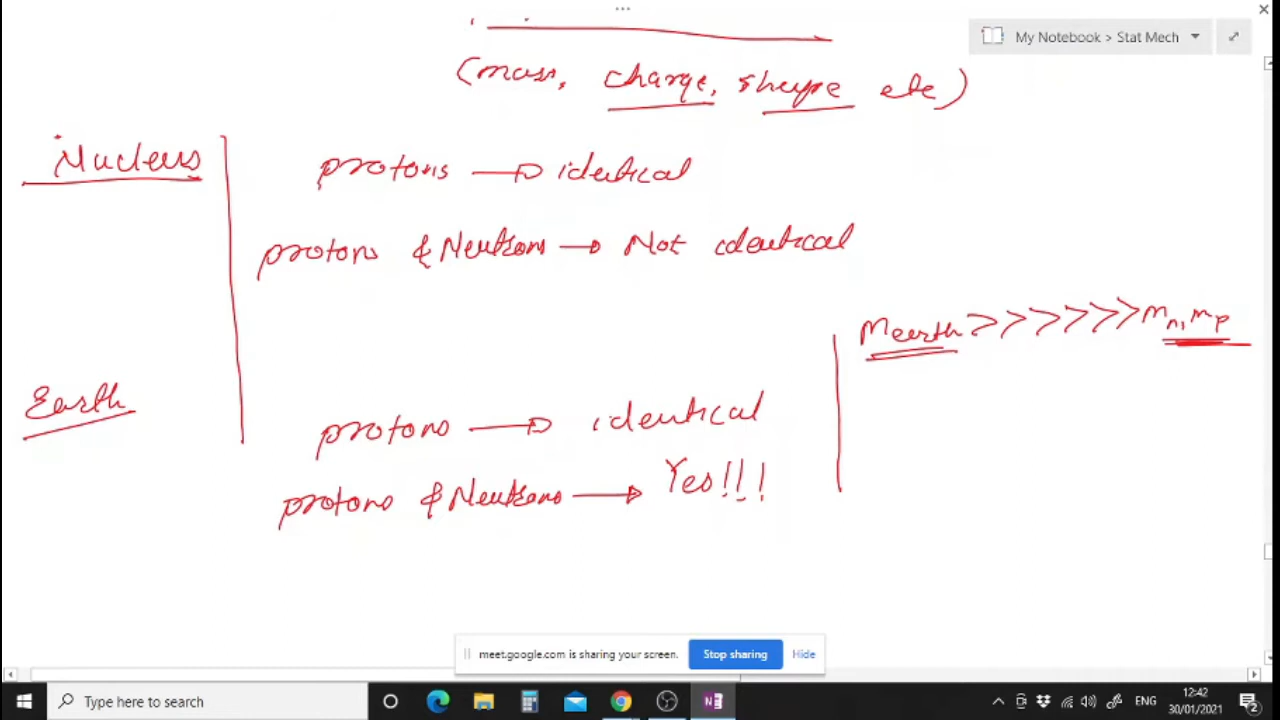 My Notebook > Stat Mech
(mass, charge, shape etc)
Nucleus
protons → identical
protons & Neutrons → Not identical
Mearth >>>>>> mn, mp
Earth
protons → identical
protons & Neutrons → Yes!!!
meet.google.com is sharing your screen.
Stop sharing
Hide
Type here to search
ENG
12:42
30/01/2021
2